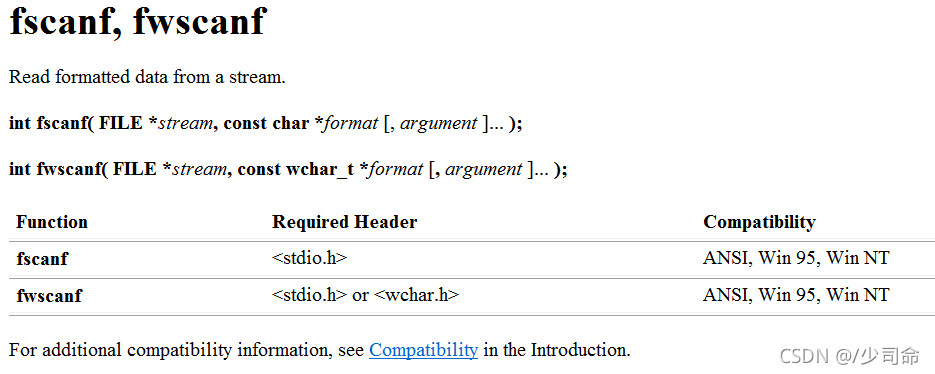 fscanf, fwscanf
Read formatted data from a stream.
int fscanf( FILE *stream, const char *format [, argument ]... );
int fwscanf( FILE *stream, const wchar_t *format [, argument ]... );
Function Required Header Compatibility
fscanf <stdio.h> ANSI, Win 95, Win NT
fwscanf <stdio.h> or <wchar.h> ANSI, Win 95, Win NT
For additional compatibility information, see Compatibility in the Introduction.
CSDN @/少司命